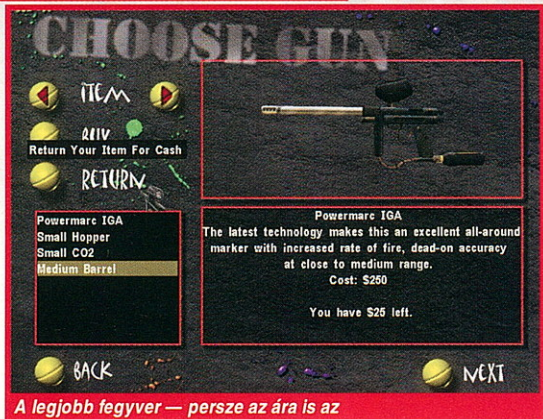 CHOOSE GUN
ITEM
BUY
Return Your Item For Cash
RETURN
Powermarc IGA
Small Hopper
Small CO2
Medium Barrel
Powermarc IGA
The latest technology makes this an excellent all-around
marker with increased rate of fire, dead-on accuracy
at close to medium range.
Cost: $250
You have $25 left.
BACK
NEXT
A legjobb fegyver — persze az ára is az